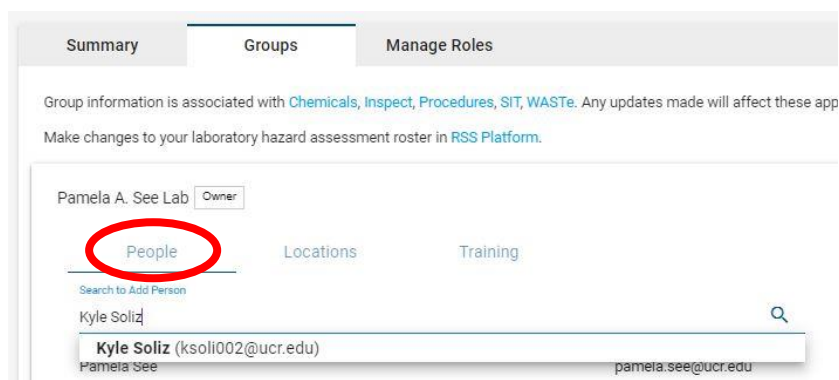 Summary Groups Manage Roles
Group information is associated with Chemicals, Inspect, Procedures, SIT, WASTe. Any updates made will affect these app
Make changes to your laboratory hazard assessment roster in RSS Platform.
Pamela A. See Lab Owner
People Locations Training
Search to Add Person
Kyle Soliz
Kyle Soliz (ksoli002@ucr.edu)
Pamela See pamela.see@ucr.edu